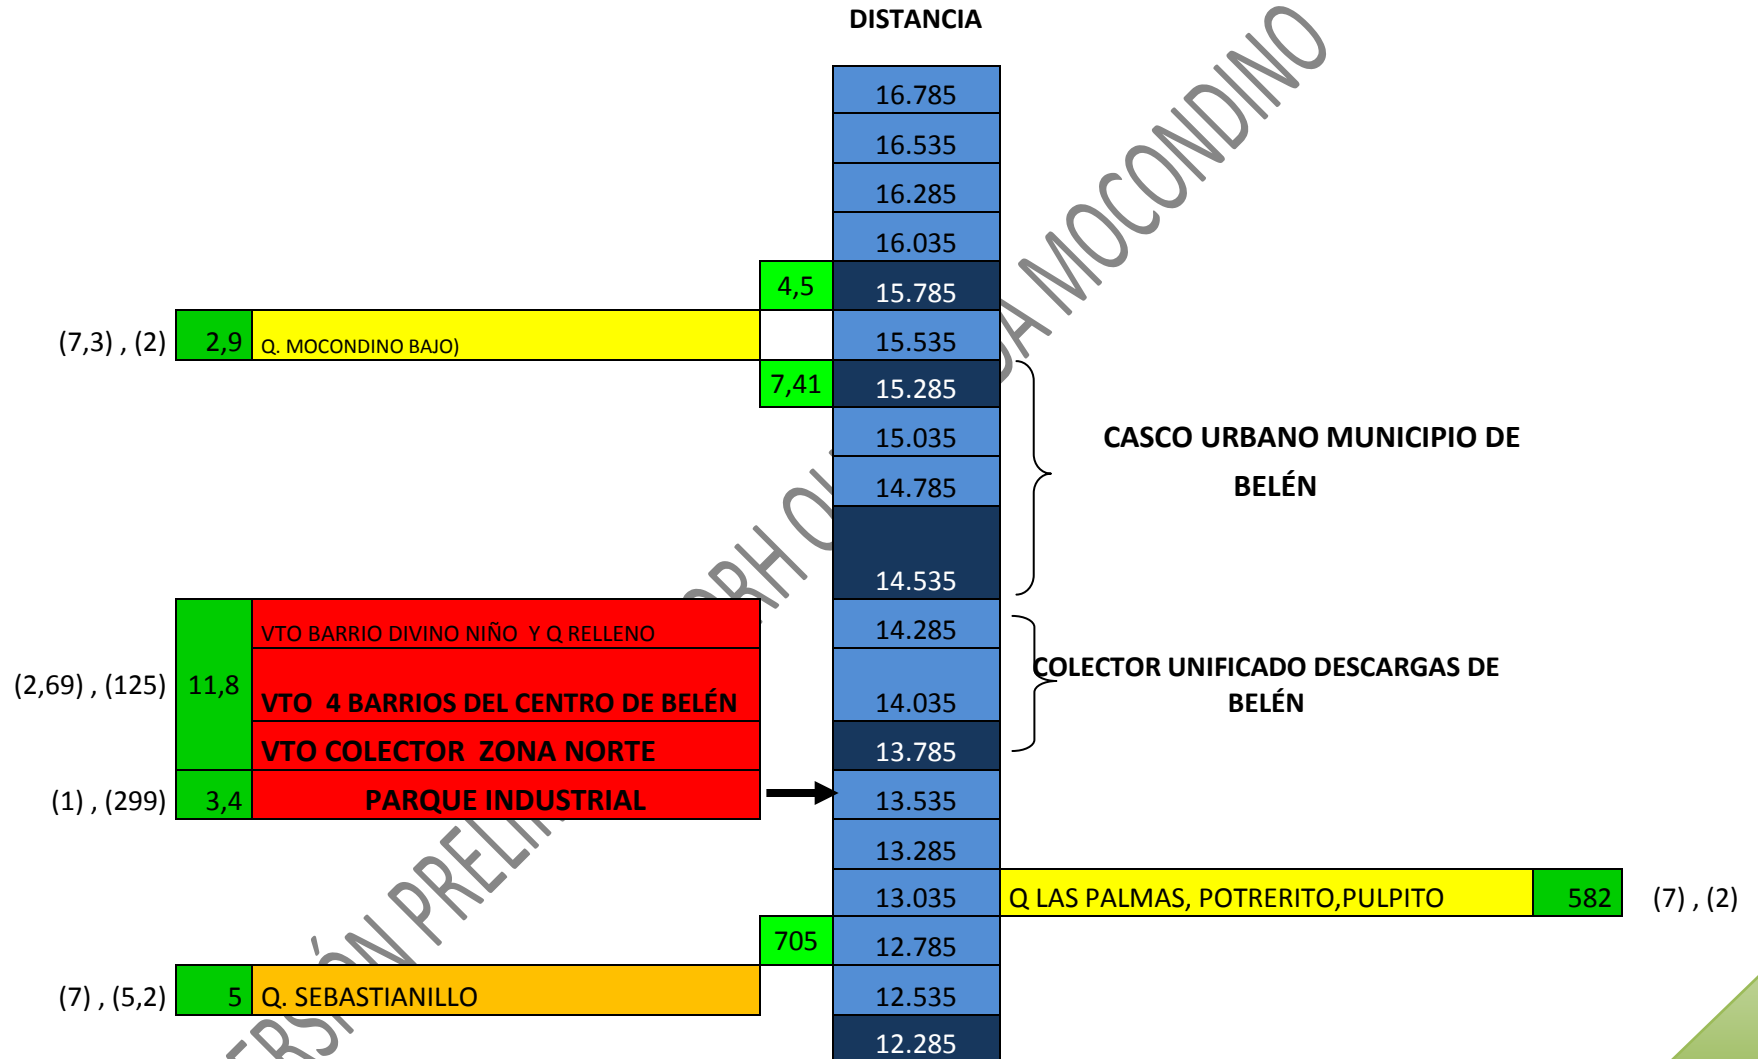 DISTANCIA
16.785
16.535
16.285
16.035
4,5 15.785
(7,3) , (2) 2,9 Q. MOCONDINO BAJO) 15.535
7,41 15.285
15.035
CASCO URBANO MUNICIPIO DE
BELÉN
14.785
14.535
VTO BARRIO DIVINO NIÑO Y Q RELLENO 14.285
(2,69) , (125) 11,8
VTO 4 BARRIOS DEL CENTRO DE BELÉN 14.035
COLECTOR UNIFICADO DESCARGAS DE
BELÉN
VTO COLECTOR ZONA NORTE 13.785
(1) , (299) 3,4 PARQUE INDUSTRIAL 13.535
13.285
13.035 Q LAS PALMAS, POTRERITO,PULPITO 582 (7) , (2)
705 12.785
(7) , (5,2) 5 Q. SEBASTIANILLO 12.535
12.285
MOCONDINO